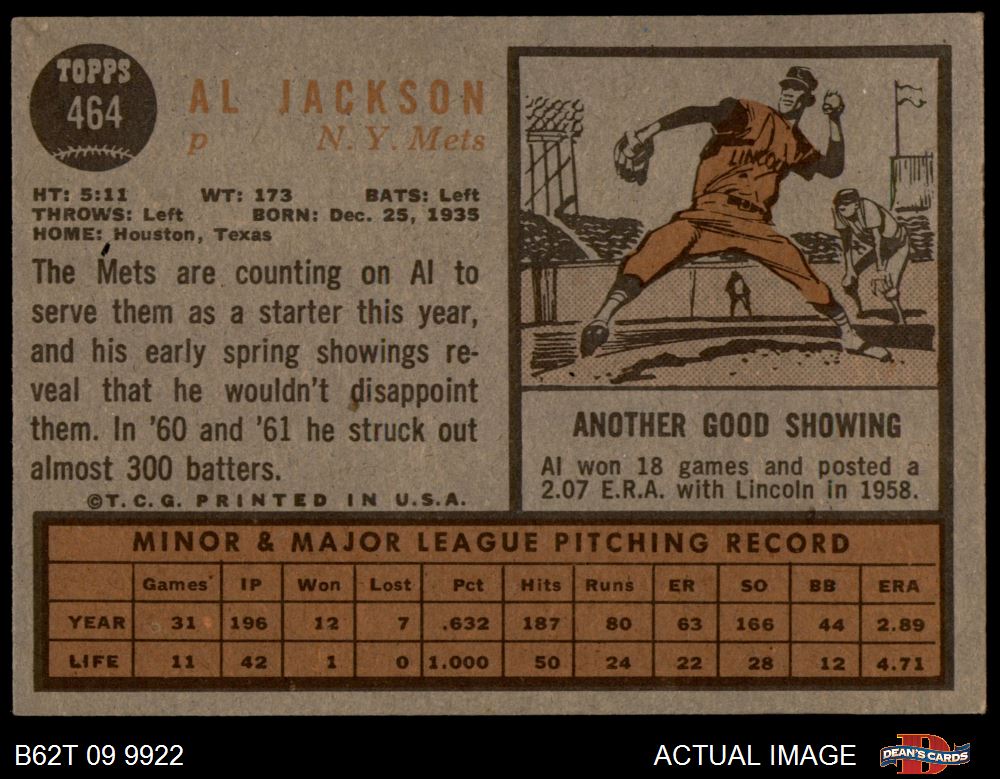 TOPPS
464
AL JACKSON
p N. Y. Mets
HT: 5:11 WT: 173 BATS: Left
THROWS: Left BORN: Dec. 25, 1935
HOME: Houston, Texas
The Mets are counting on Al to
serve them as a starter this year,
and his early spring showings re-
veal that he wouldn't disappoint
them. In '60 and '61 he struck out
almost 300 batters.
©T. C. G. PRINTED IN U.S.A.
LINCOL
ANOTHER GOOD SHOWING
Al won 18 games and posted a
2.07 E.R.A. with Lincoln in 1958.
MINOR & MAJOR LEAGUE PITCHING RECORD
Games IP Won Lost Pct Hits Runs ER SO BB ERA
YEAR 31 196 12 7 .632 187 80 63 166 44 2.89
LIFE 11 42 1 0 1.000 50 24 22 28 12 4.71
B62T 09 9922
ACTUAL IMAGE
D
DEAN'S CARDS